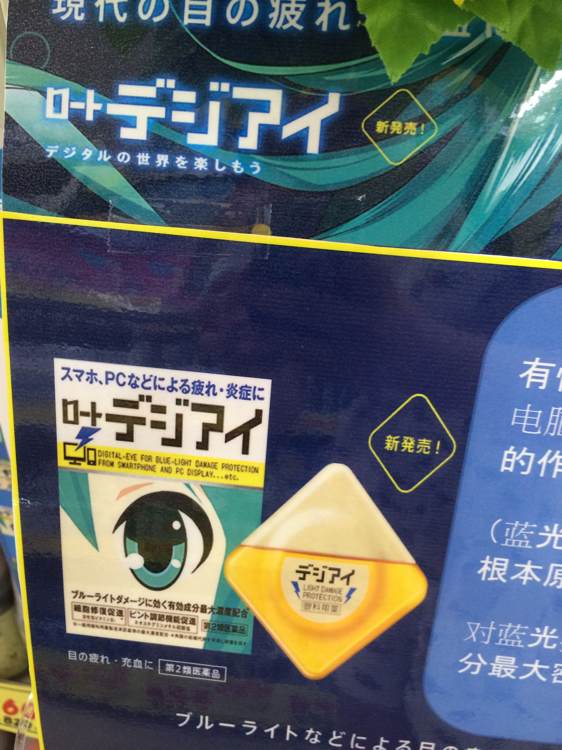 現代の目の疲れ
ロートデジアイ
新発売!
デジタルの世界を楽しもう
スマホ、PCなどによる疲れ・炎症に
ロートデジアイ
DIGITAL-EYE FOR BLUE-LIGHT DAMAGE PROTECTION
FROM SMARTPHONE AND PC DISPLAY...etc.
新発売!
デジアイ
LIGHT DAMAGE
PROTECTION
ブルーライトダメージに効く有効成分最大濃度配合
細胞修復促進
ピント調節機能促進
第2類医薬品
目の疲れ・充血に 第2類医薬品
电脑
的作
(蓝光
根本原
对蓝光
分最大
ブルーライトなどによる目の